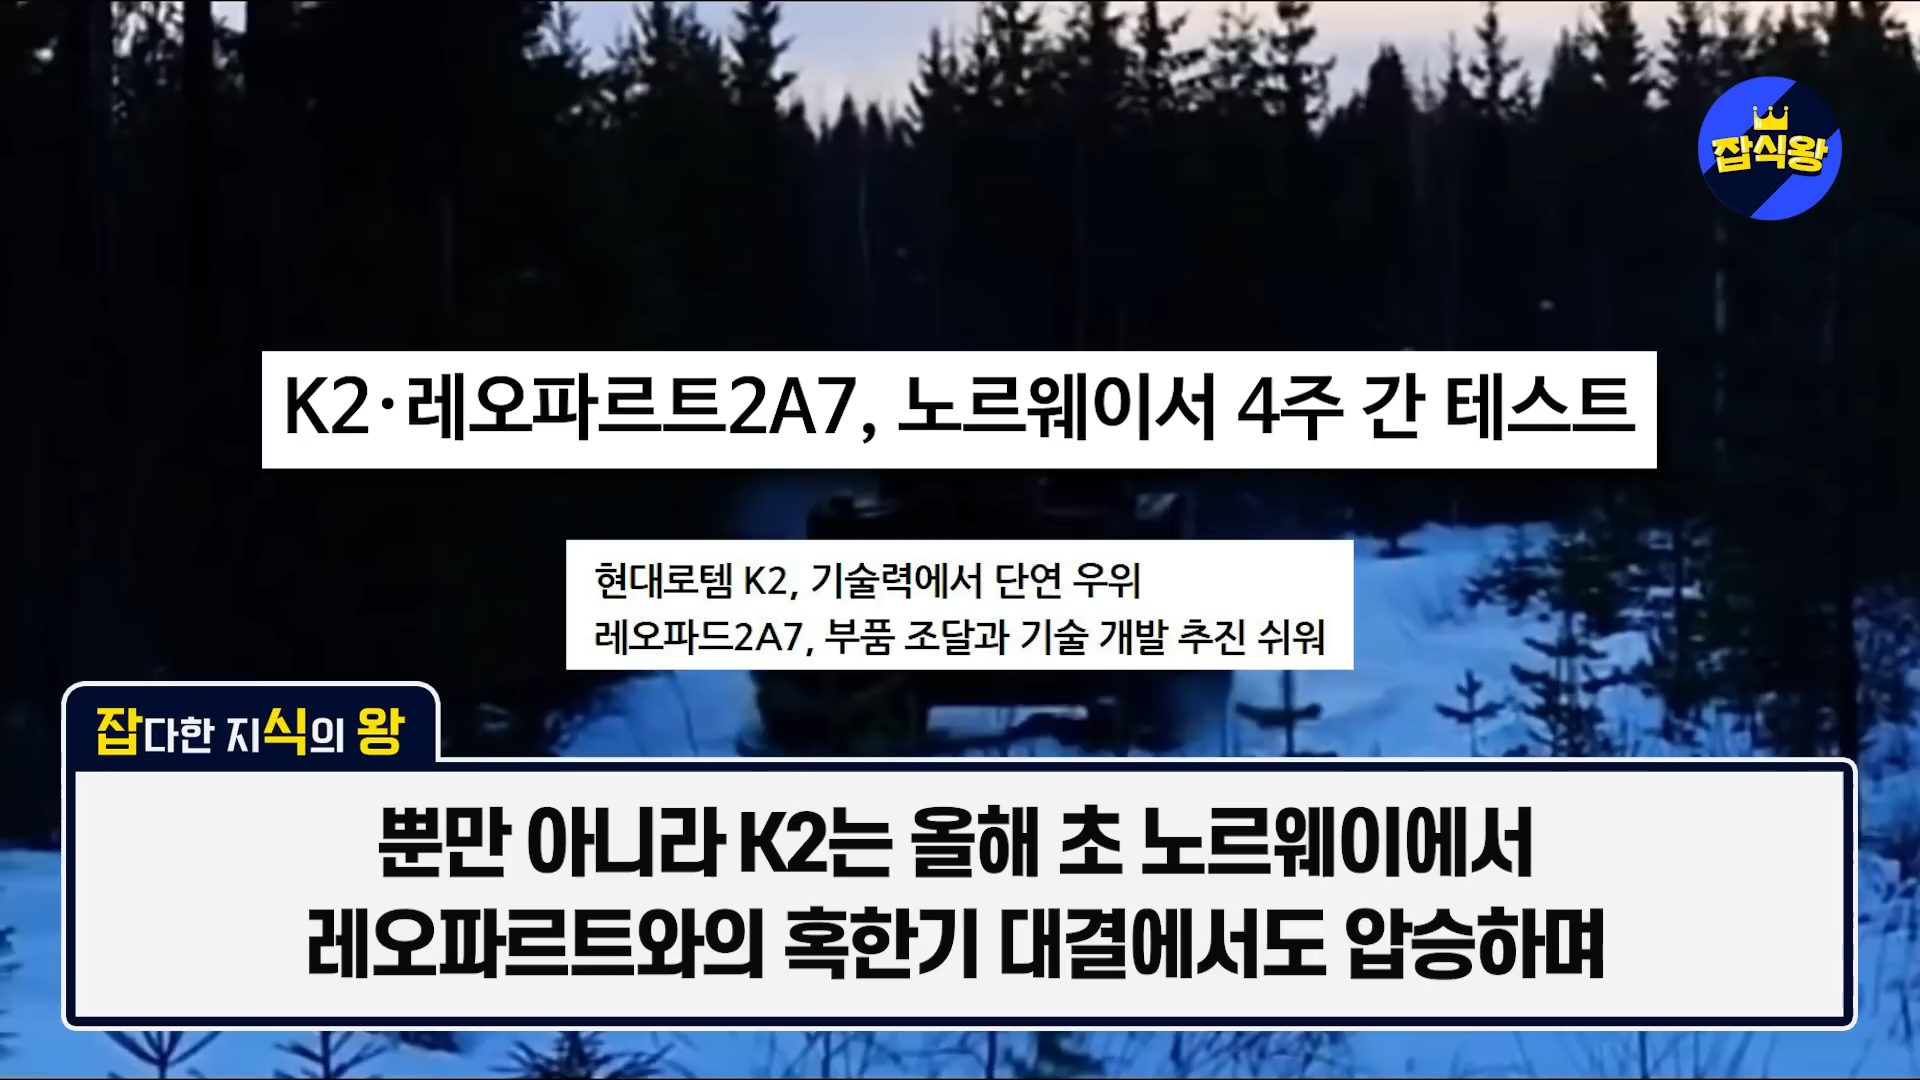 잡식왕
K2·레오파르트2A7, 노르웨이서 4주 간 테스트
현대로템 K2, 기술력에서 단연 우위
레오파드2A7, 부품 조달과 기술 개발 추진 쉬워
잡다한 지식의 왕
뿐만 아니라 K2는 올해 초 노르웨이에서
레오파르트와의 혹한기 대결에서도 압승하며